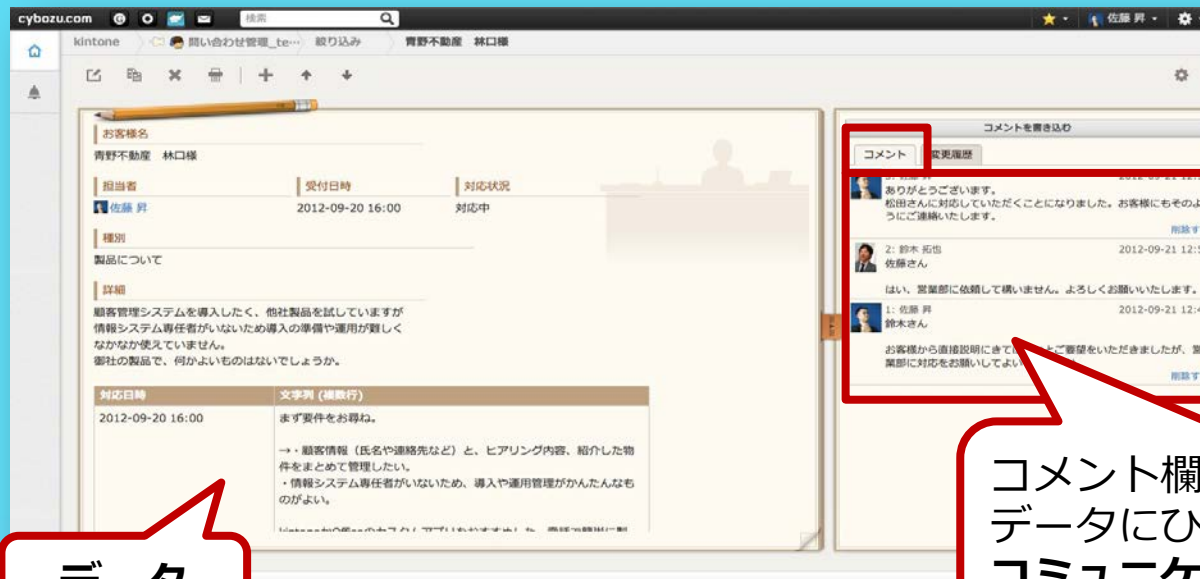 cybozu.com 検索 佐藤 昇
kintone 問い合わせ管理_te… 絞り込み 青野不動産 林口様
お客様名
青野不動産 林口様
担当者 受付日時 対応状況
佐藤 昇 2012-09-20 16:00 対応中
種別
製品について
詳細
顧客管理システムを導入したく、他社製品を試していますが
情報システム専任者がいないため導入の準備や運用が難しく
なかなか使えていません。
御社の製品で、何かよいものはないでしょうか。
対応日時 文字列 (複数行)
2012-09-20 16:00 まず要件をお尋ね。
→・顧客情報（氏名や連絡先など）と、ヒアリング内容、紹介した物
件をまとめて管理したい。
・情報システム専任者がいないため、導入や運用管理がかんたんなも
のがよい。
データ
コメントを書き込む
コメント 変更履歴
ありがとうございます。
松田さんに対応していただくことになりました。お客様にもそのよ
うにご連絡いたします。
削除す
2: 鈴木 拓也 2012-09-21 12:
佐藤さん
はい、営業部に依頼して構いません。よろしくお願いいたします。
1: 佐藤 昇 2012-09-21 12:4
鈴木さん
お客様から直接説明にきて とご要望をいただきましたが、営
業部に対応をお願いしてよい
削除す
コメント欄
データにひ
コミュニケ